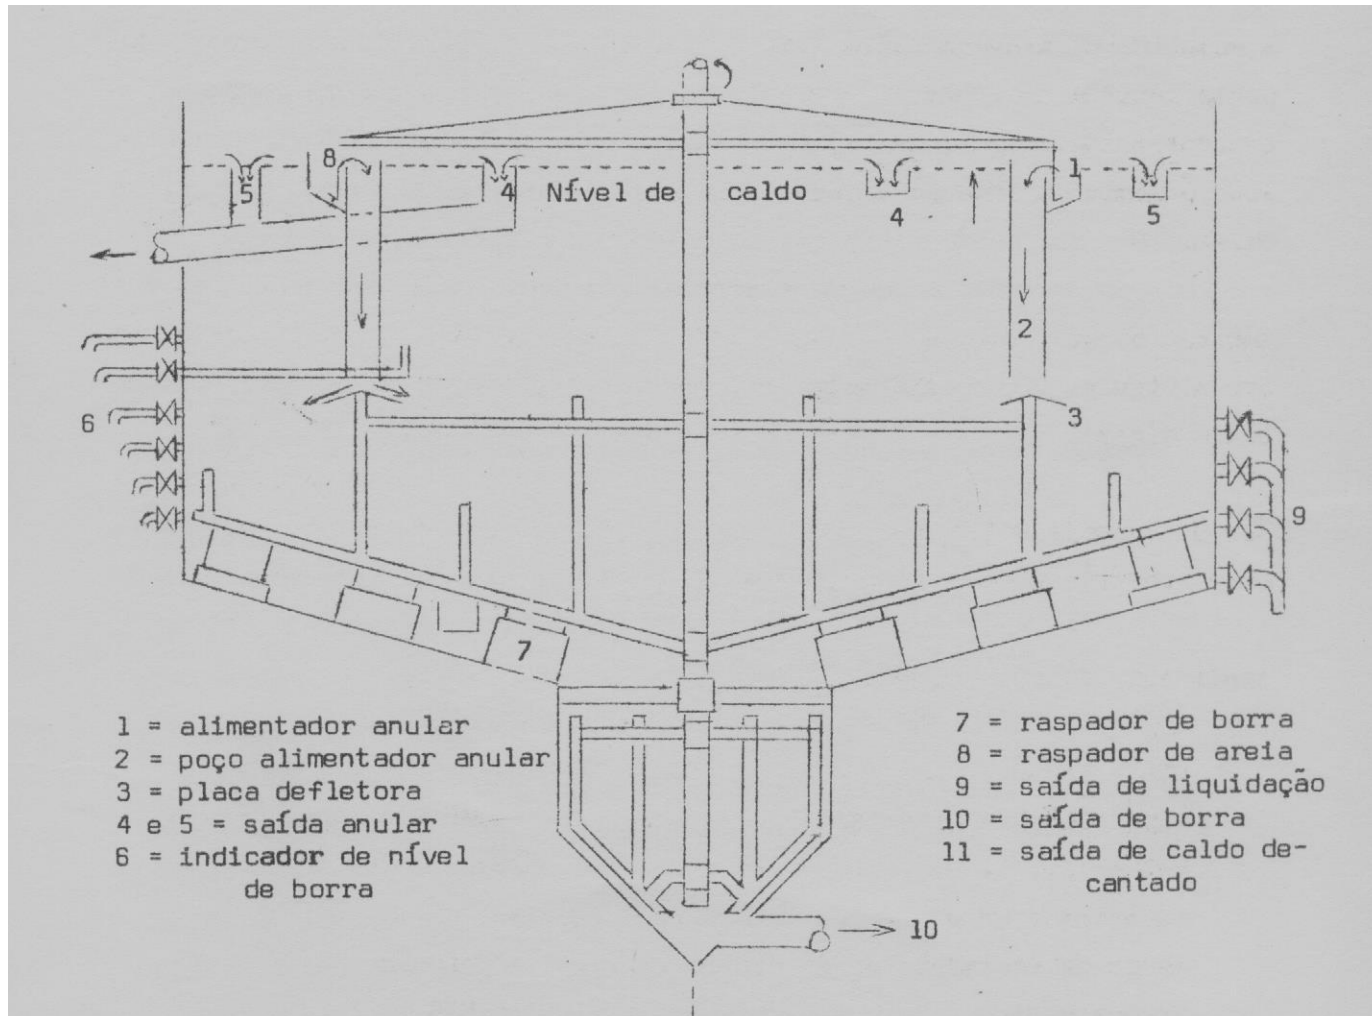 8
1
5
4
Nível de caldo
4
5
2
3
6
9
7
1 = alimentador anular
2 = poço alimentador anular
3 = placa defletora
4 e 5 = saída anular
6 = indicador de nível
de borra
7 = raspador de borra
8 = raspador de areia
9 = saída de liquidação
10 = saída de borra
11 = saída de caldo de-
cantado
10